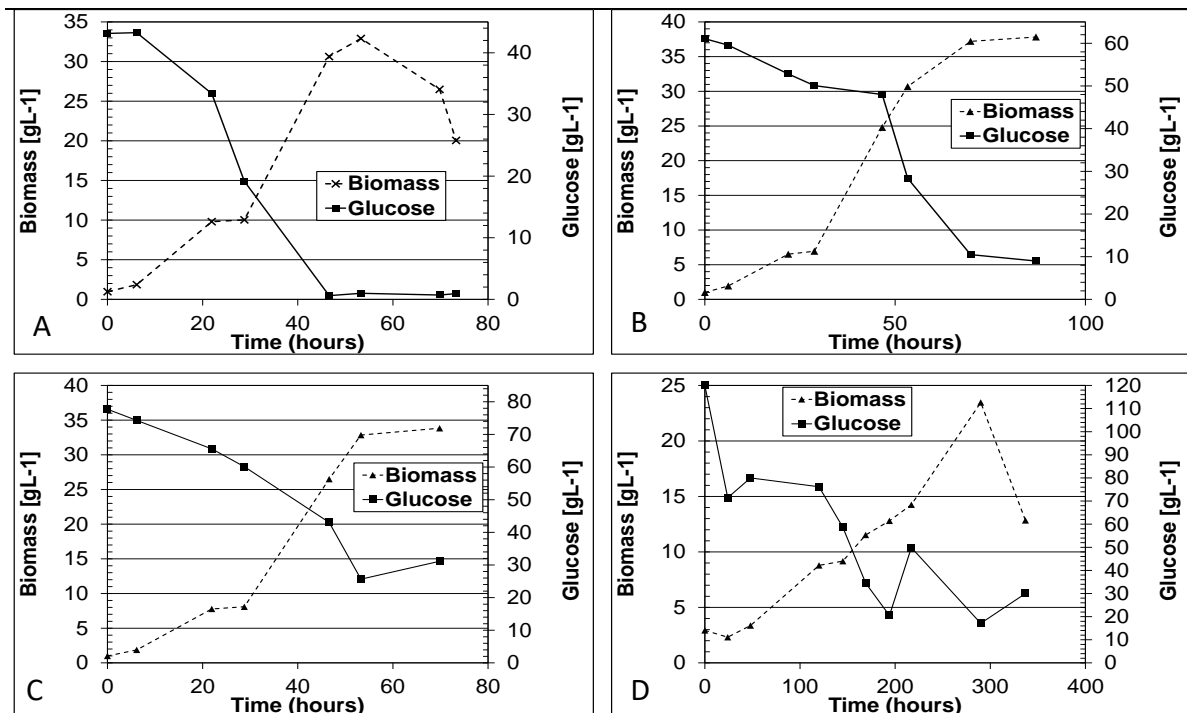 35
30
25
20
15
10
5
0
Biomass [gL-1]
40
30
20
10
0
Glucose [gL-1]
Biomass
Glucose
0 20 40 60 80
Time (hours)
A
40
35
30
25
20
15
10
5
0
Biomass [gL-1]
60
50
40
30
20
10
0
Glucose [gL-1]
Biomass
Glucose
0 50 100
Time (hours)
B
40
35
30
25
20
15
10
5
0
Biomass [gL-1]
80
70
60
50
40
30
20
10
0
Glucose [gL-1]
Biomass
Glucose
0 20 40 60 80
Time (hours)
C
25
20
15
10
5
0
Biomass [gL-1]
120
110
100
90
80
70
60
50
40
30
20
10
0
Glucose [gL-1]
Biomass
Glucose
0 100 200 300 400
Time (hours)
D